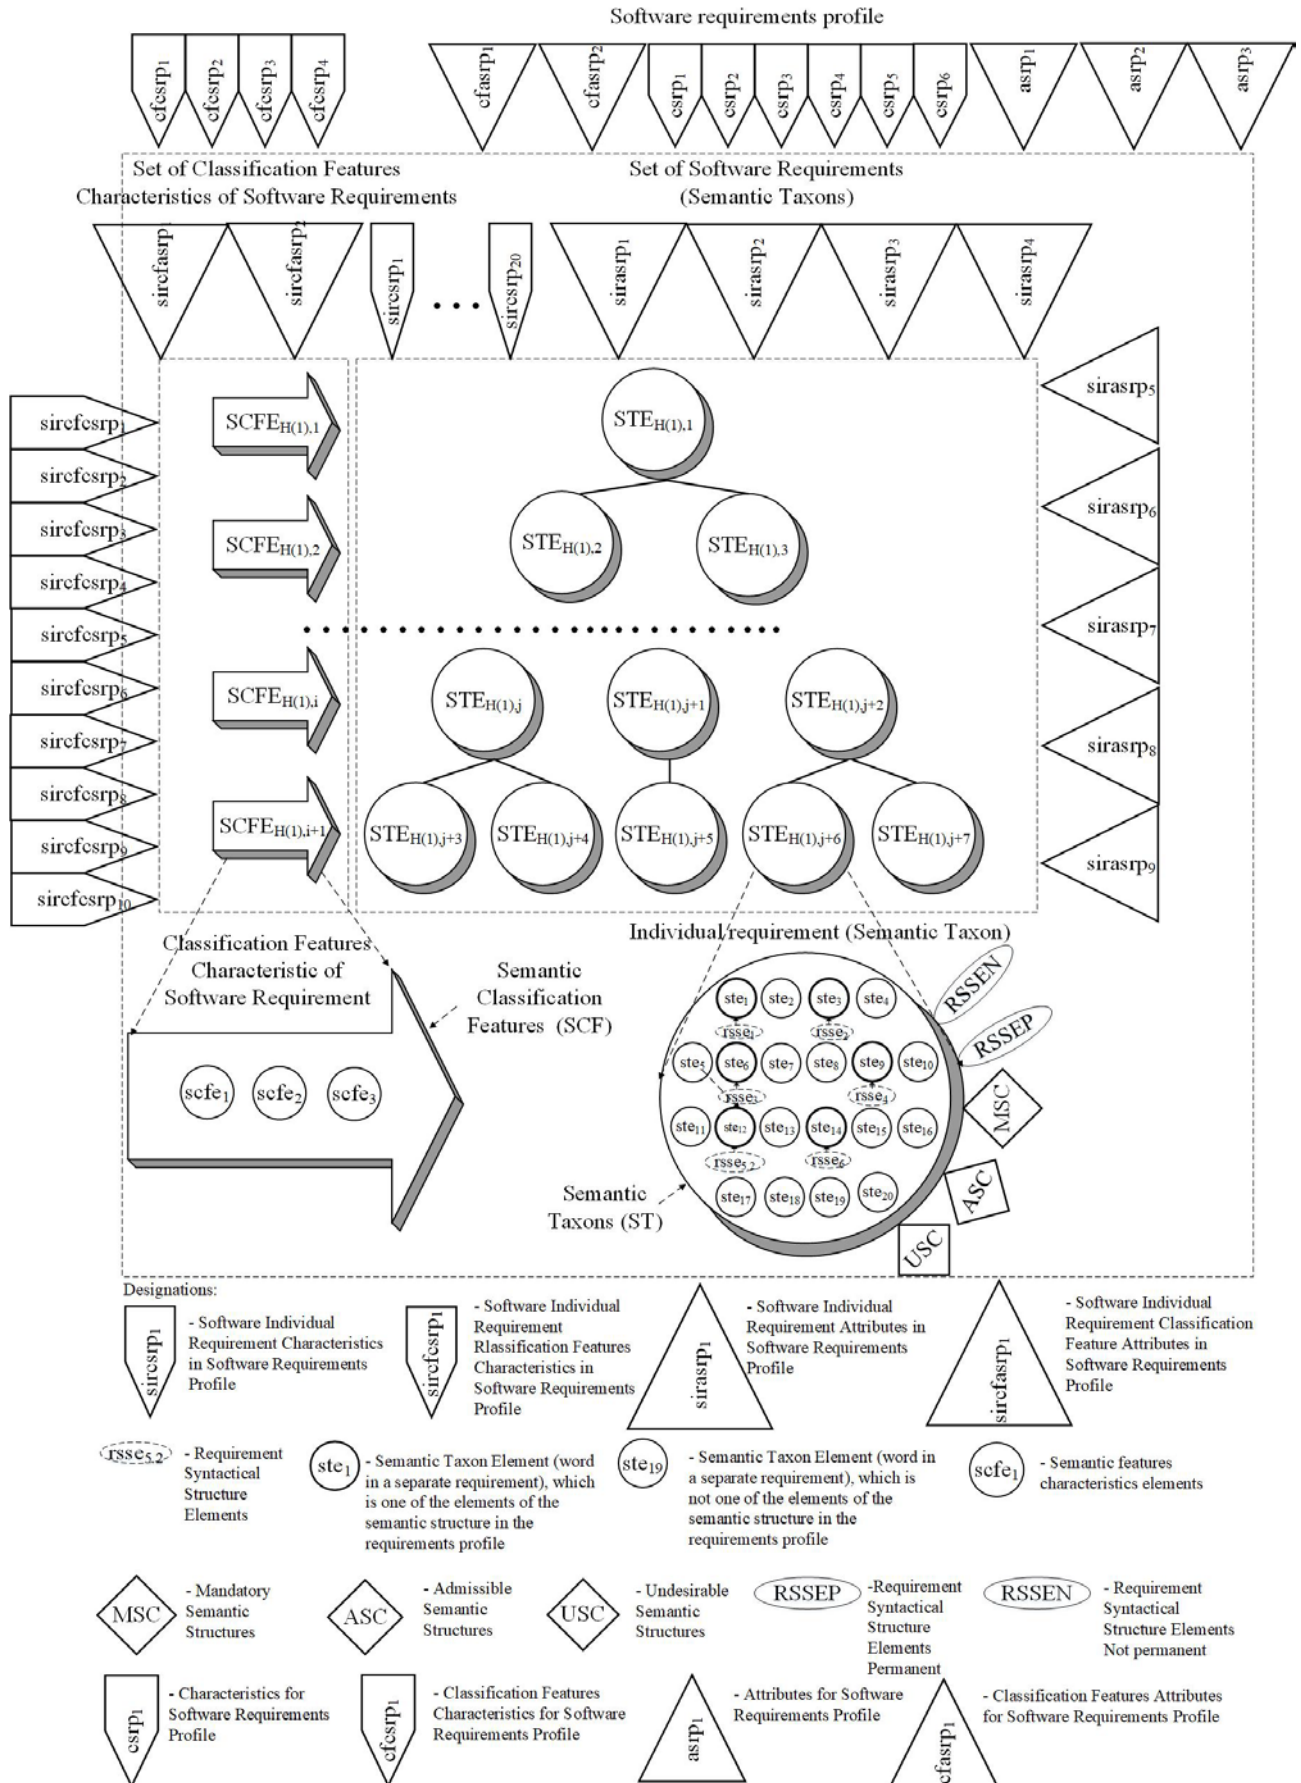 Software requirements profile
cfcsrp1
cfcsrp2
cfcsrp3
cfcsrp4
cfasrp1
cfasrp2
csrp1
csrp2
csrp3
csrp4
csrp5
csrp6
asrp1
asrp2
asrp3
Set of Classification Features
Characteristics of Software Requirements
Set of Software Requirements
(Semantic Taxons)
sircfasrp1
sircfasrp2
sircsrp1
• • •
sircsrp20
sirasrp1
sirasrp2
sirasrp3
sirasrp4
sircfcsrp1
sircfcsrp2
sircfcsrp3
sircfcsrp4
sircfcsrp5
sircfcsrp6
sircfcsrp7
sircfcsrp8
sircfcsrp9
sircfcsrp10
SCFEH(1),1
SCFEH(1),2
SCFEH(1),i
SCFEH(1),i+1
STEH(1),1
STEH(1),2
STEH(1),3
STEH(1),j
STEH(1),j+1
STEH(1),j+2
STEH(1),j+3
STEH(1),j+4
STEH(1),j+5
STEH(1),j+6
STEH(1),j+7
sirasrp5
sirasrp6
sirasrp7
sirasrp8
sirasrp9
Classification Features
Characteristic of
Software Requirement
Semantic
Classification
Features (SCF)
scfe1
scfe2
scfe3
Individual requirement (Semantic Taxon)
RSSEN
RSSEP
MSC
ASC
USC
ste1
ste2
ste3
ste4
rsse1
rsse2
ste5
ste6
ste7
ste8
ste9
ste10
rsse3
rsse4
ste11
ste12
ste13
ste14
ste15
ste16
rsse5,2
rsse6
ste17
ste18
ste19
ste20
Semantic
Taxons (ST)
Designations:
sircsrp1
- Software Individual
Requirement Characteristics
in Software Requirements
Profile
sircfcsrp1
- Software Individual
Requirement
Rlassification Features
Characteristics in
Software Requirements
Profile
sirasrp1
- Software Individual
Requirement Attributes in
Software Requirements
Profile
sircfasrp1
- Software Individual
Requirement Classification
Feature Attributes in
Software Requirements
Profile
rsse5,2
- Requirement
Syntactical
Structure
Elements
ste1
- Semantic Taxon Element (word
in a separate requirement), which
is one of the elements of the
semantic structure in the
requirements profile
ste19
- Semantic Taxon Element (word in
a separate requirement), which is
not one of the elements of the
semantic structure in the
requirements profile
scfe1
- Semantic features
characteristics elements
MSC
- Mandatory
Semantic
Structures
ASC
- Admissible
Semantic
Structures
USC
- Undesirable
Semantic
Structures
RSSEP
-Requirement
Syntactical
Structure
Elements
Permanent
RSSEN
- Requirement
Syntactical
Structure Elements
Not permanent
csrp1
- Characteristics for
Software Requirements
Profile
cfcsrp1
- Classification Features
Characteristics for Software
Requirements Profile
asrp1
- Attributes for Software
Requirements Profile
cfasrp1
- Classification Features Attributes
for Software Requirements Profile